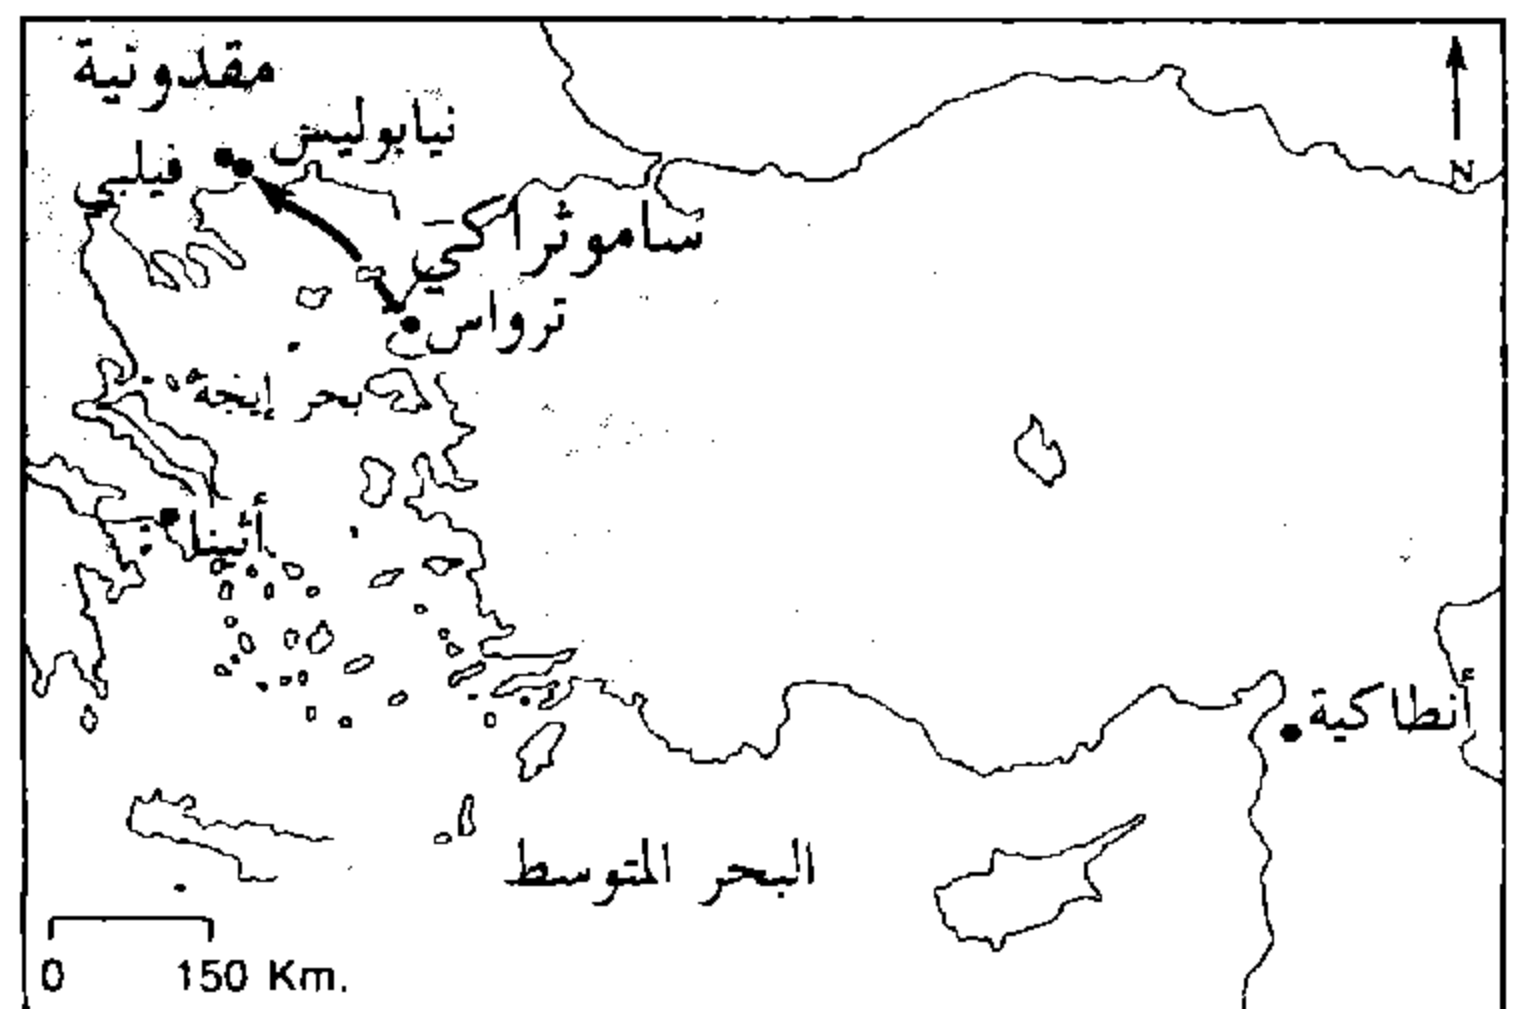 مقدونية
نيابوليس
فيلبي
N
ساموثراكي
ترواس
بحر إيجة
أثينا
أنطاكية
البحر المتوسط
0 150 Km.